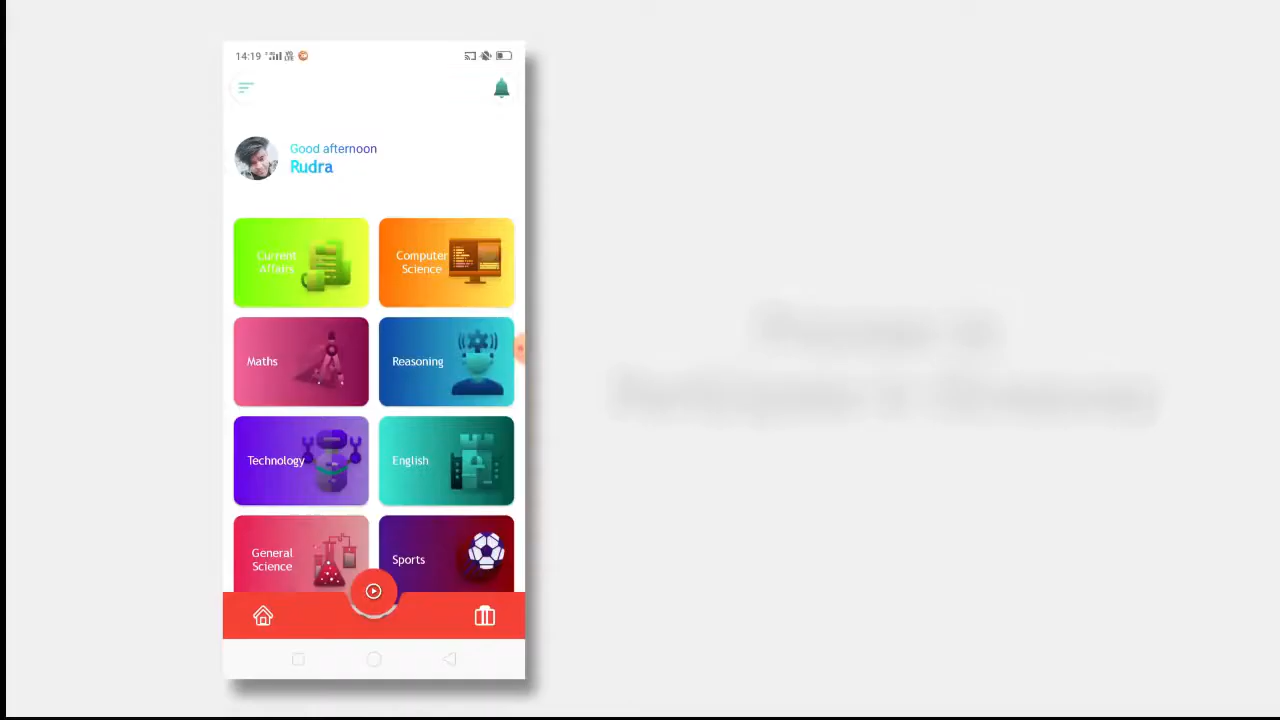 14:19
Good afternoon
Rudra
Current
Affairs
Computer
Science
Maths
Reasoning
Technology
English
General
Science
Sports